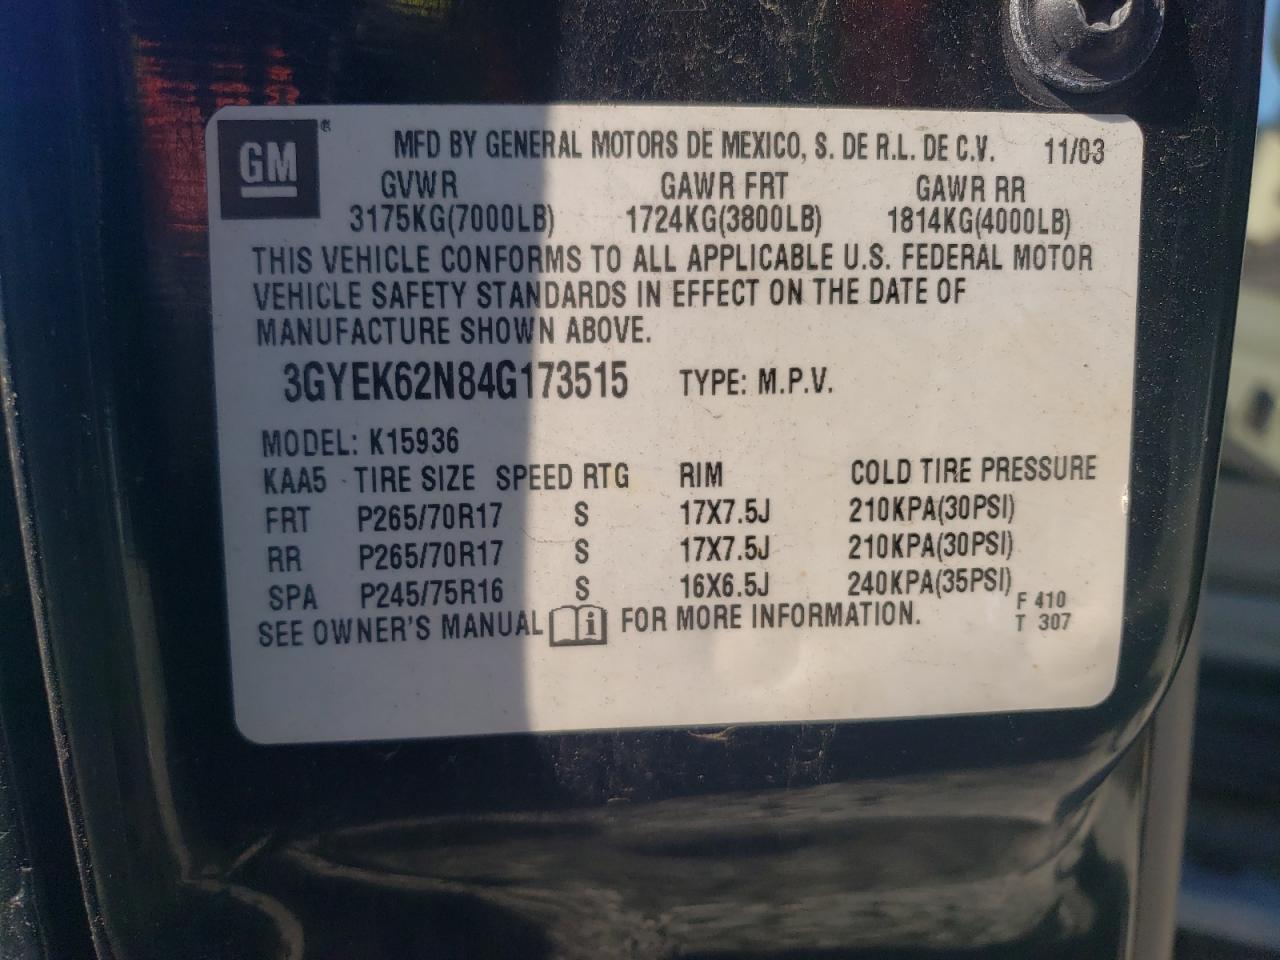 GM ® MFD BY GENERAL MOTORS DE MEXICO, S. DE R.L. DE C.V. 11/03
GVWR GAWR FRT GAWR RR
3175KG(7000LB) 1724KG(3800LB) 1814KG(4000LB)
THIS VEHICLE CONFORMS TO ALL APPLICABLE U.S. FEDERAL MOTOR
VEHICLE SAFETY STANDARDS IN EFFECT ON THE DATE OF
MANUFACTURE SHOWN ABOVE.
3GYEK62N84G173515 TYPE: M.P.V.
MODEL: K15936
KAA5 TIRE SIZE SPEED RTG RIM COLD TIRE PRESSURE
FRT P265/70R17 S 17X7.5J 210KPA(30PSI)
RR P265/70R17 S 17X7.5J 210KPA(30PSI)
SPA P245/75R16 S 16X6.5J 240KPA(35PSI)
SEE OWNER'S MANUAL i FOR MORE INFORMATION.
F 410
T 307